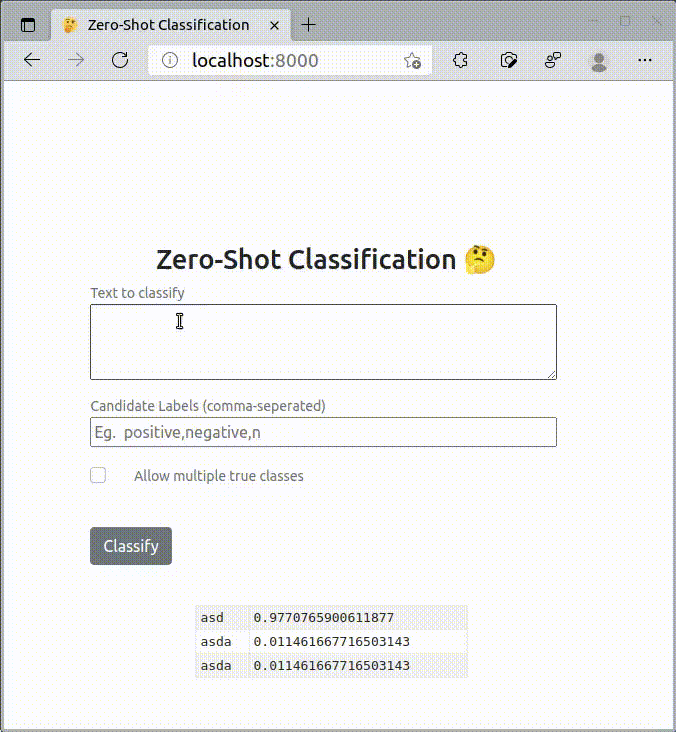 Zero-Shot Classification
localhost:8000
Zero-Shot Classification 🤔
Text to classify
Candidate Labels (comma-seperated)
Eg. positive,negative,n
Allow multiple true classes
Classify
asd 0.9770765900611877
asda 0.011461667716503143
asda 0.011461667716503143